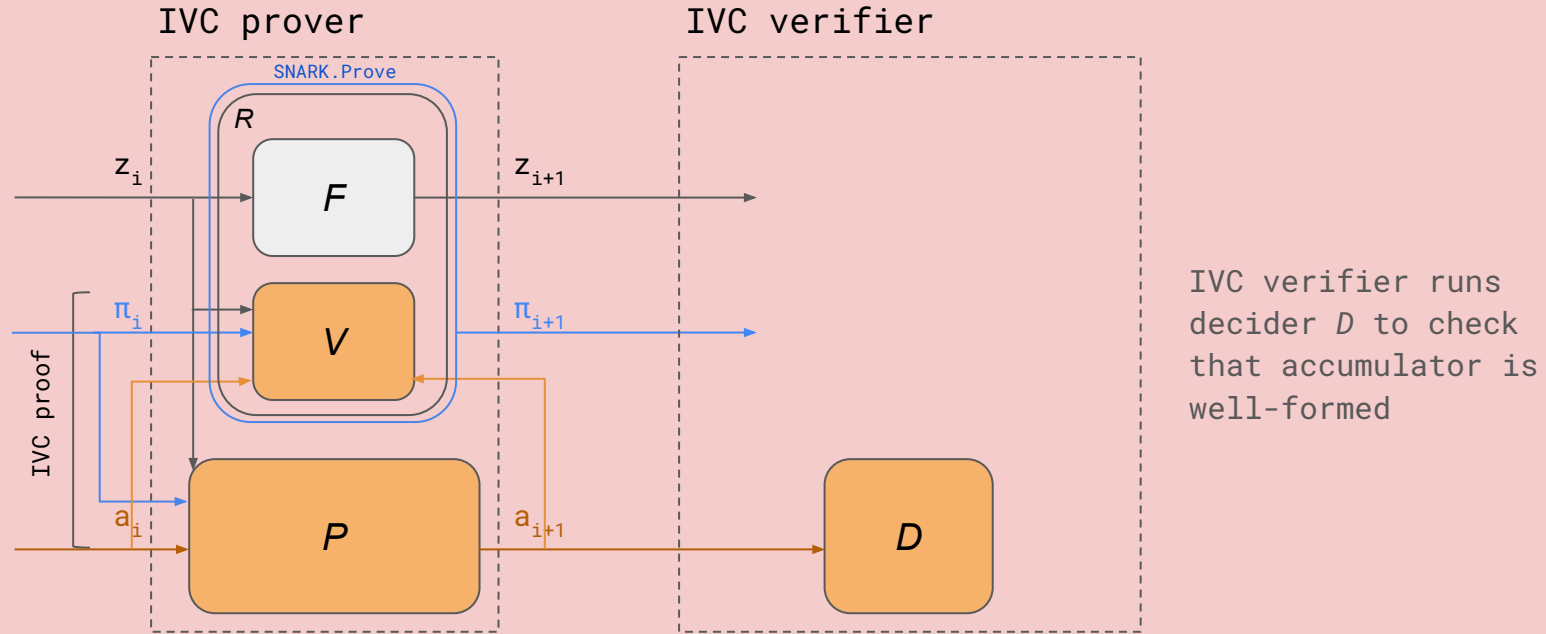 IVC prover
IVC verifier
SNARK.Prove
R
F
z_i
z_{i+1}
V
π_i
π_{i+1}
IVC proof
P
a_i
a_{i+1}
D
IVC verifier runs
decider D to check
that accumulator is
well-formed